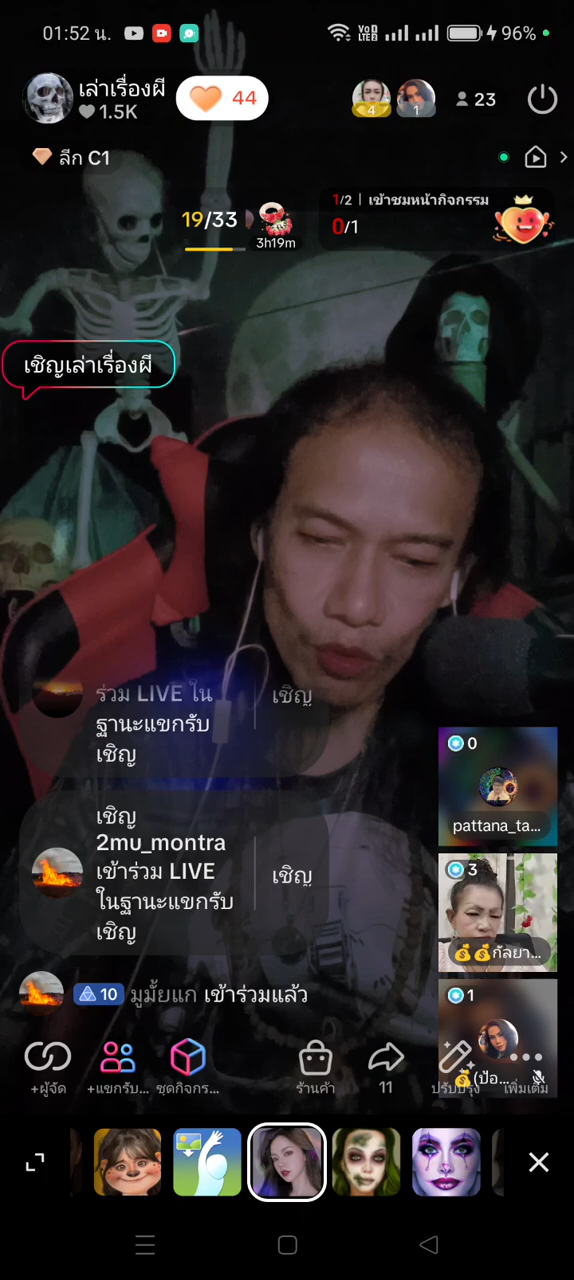 01:52 น.
Vo D
LTE 2
96%
เล่าเรื่องผี
1.5K
44
4
1
23
ลีก C1
19/33
3h19m
1/2 | เข้าชมหน้ากิจกรรม
0/1
เชิญเล่าเรื่องผี
ร่วม LIVE ใน
ฐานะแขกรับ
เชิญ
เชิญ
เชิญ
2mu_montra
เข้าร่วม LIVE
ในฐานะแขกรับ
เชิญ
เชิญ
0
pattana_ta...
3
กัลยา...
1
(ป้อ...
10 มูมั้ยแก เข้าร่วมแล้ว
+ผู้จัด
+แขกรับ...
ชุดกิจกร...
ร้านค้า
11
ปรับปรุง
เพิ่มเติม